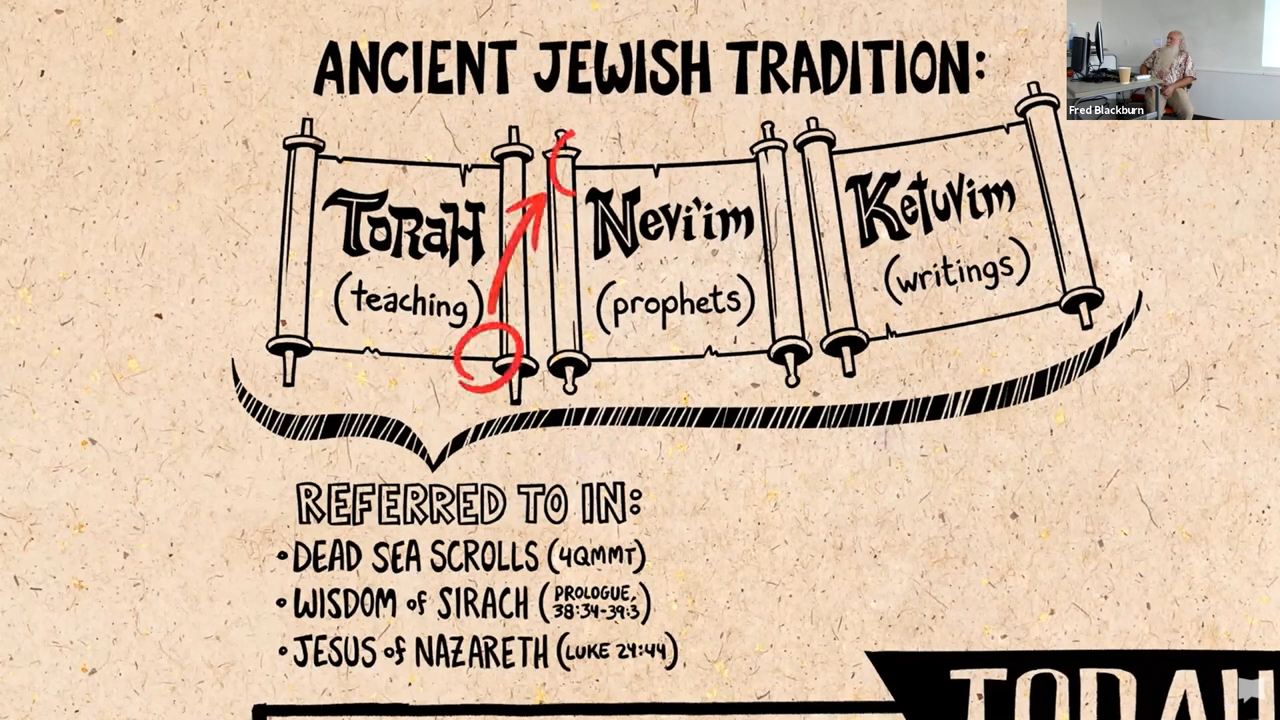 ANCIENT JEWISH TRADITION:
Fred Blackburn
TORAH
(teaching)
Nevi'im
(prophets)
Ketuvim
(writings)
REFERRED TO IN:
• DEAD SEA SCROLLS (4QMMT)
• WISDOM of SIRACH (PROLOGUE, 38:34-39:3)
• JESUS of NAZARETH (LUKE 24:44)
TORAH